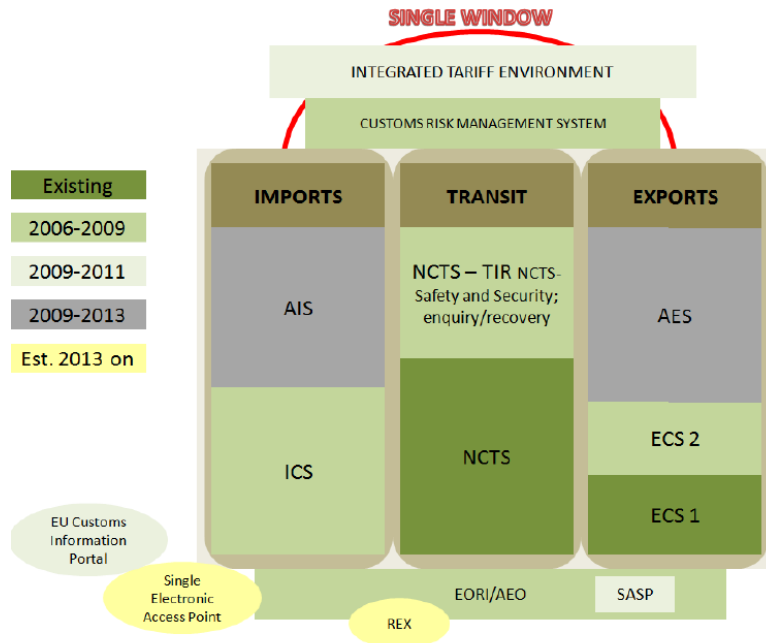 SINGLE WINDOW
INTEGRATED TARIFF ENVIRONMENT
CUSTOMS RISK MANAGEMENT SYSTEM
Existing
2006-2009
2009-2011
2009-2013
Est. 2013 on
IMPORTS
AIS
ICS
TRANSIT
NCTS – TIR NCTS-
Safety and Security;
enquiry/recovery
NCTS
EXPORTS
AES
ECS 2
ECS 1
EU Customs
Information
Portal
Single
Electronic
Access Point
EORI/AEO
SASP
REX